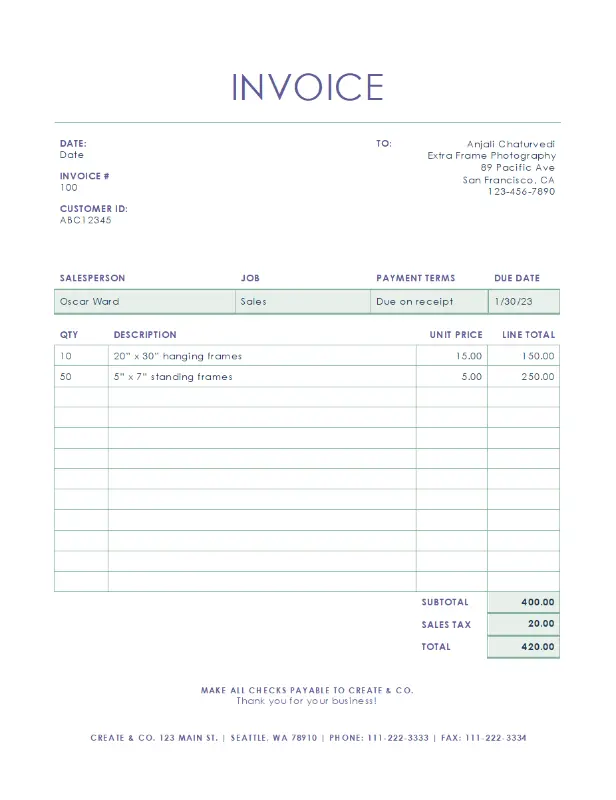 INVOICE
DATE:
Date
INVOICE #
100
CUSTOMER ID:
ABC12345
TO:
Anjali Chaturvedi
Extra Frame Photography
89 Pacific Ave
San Francisco, CA
123-456-7890
SALESPERSON JOB PAYMENT TERMS DUE DATE
Oscar Ward Sales Due on receipt 1/30/23
QTY DESCRIPTION UNIT PRICE LINE TOTAL
10 20" x 30" hanging frames 15.00 150.00
50 5" x 7" standing frames 5.00 250.00
SUBTOTAL 400.00
SALES TAX 20.00
TOTAL 420.00
MAKE ALL CHECKS PAYABLE TO CREATE & CO.
Thank you for your business!
CREATE & CO. 123 MAIN ST. | SEATTLE, WA 78910 | PHONE: 111-222-3333 | FAX: 111-222-3334